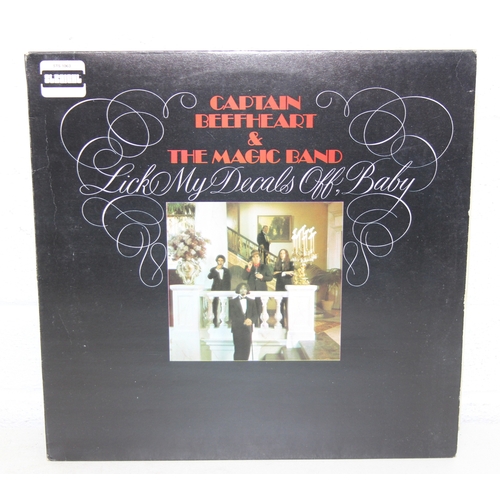 CAPTAIN
BEEFHEART
&
THE MAGIC BAND
Lick My Decals Off, Baby